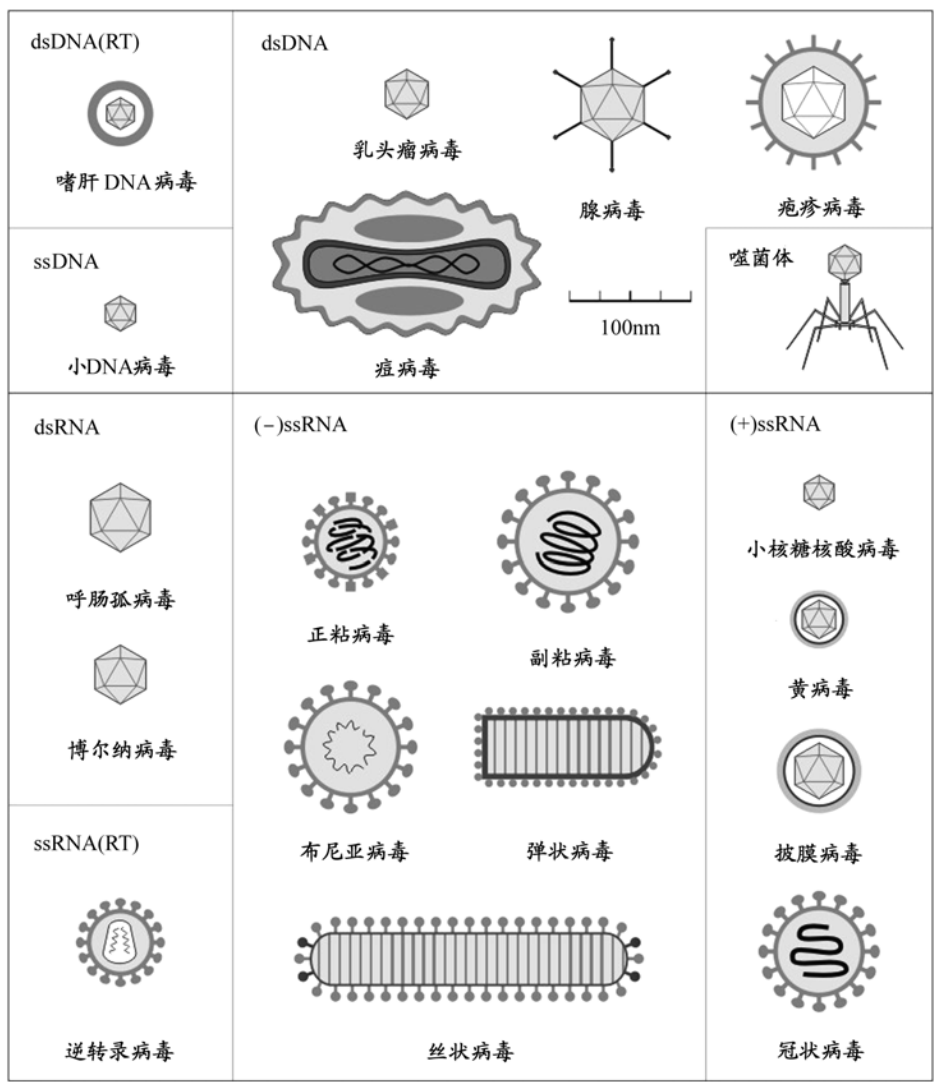 dsDNA(RT)
嗜肝DNA病毒
dsDNA
乳头瘤病毒
腺病毒
疱疹病毒
痘病毒
100nm
ssDNA
小DNA病毒
噬菌体
dsRNA
呼肠孤病毒
博尔纳病毒
(-)ssRNA
正粘病毒
副粘病毒
布尼亚病毒
弹状病毒
丝状病毒
(+)ssRNA
小核糖核酸病毒
黄病毒
披膜病毒
冠状病毒
ssRNA(RT)
逆转录病毒